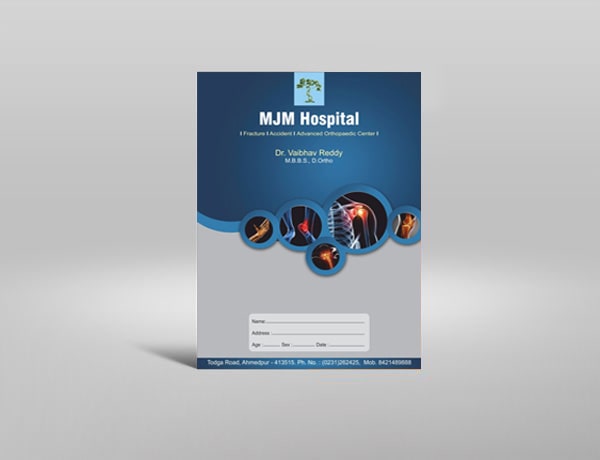 MJM Hospital
I Fracture I Accident I Advanced Orthopaedic Center I
Dr. Vaibhav Reddy
M.B.B.S., D.Ortho
Name:
Address :
Age : Sex : Date :
Todga Road, Ahmedpur - 413515. Ph. No. : (0231)262425, Mob. 8421489888